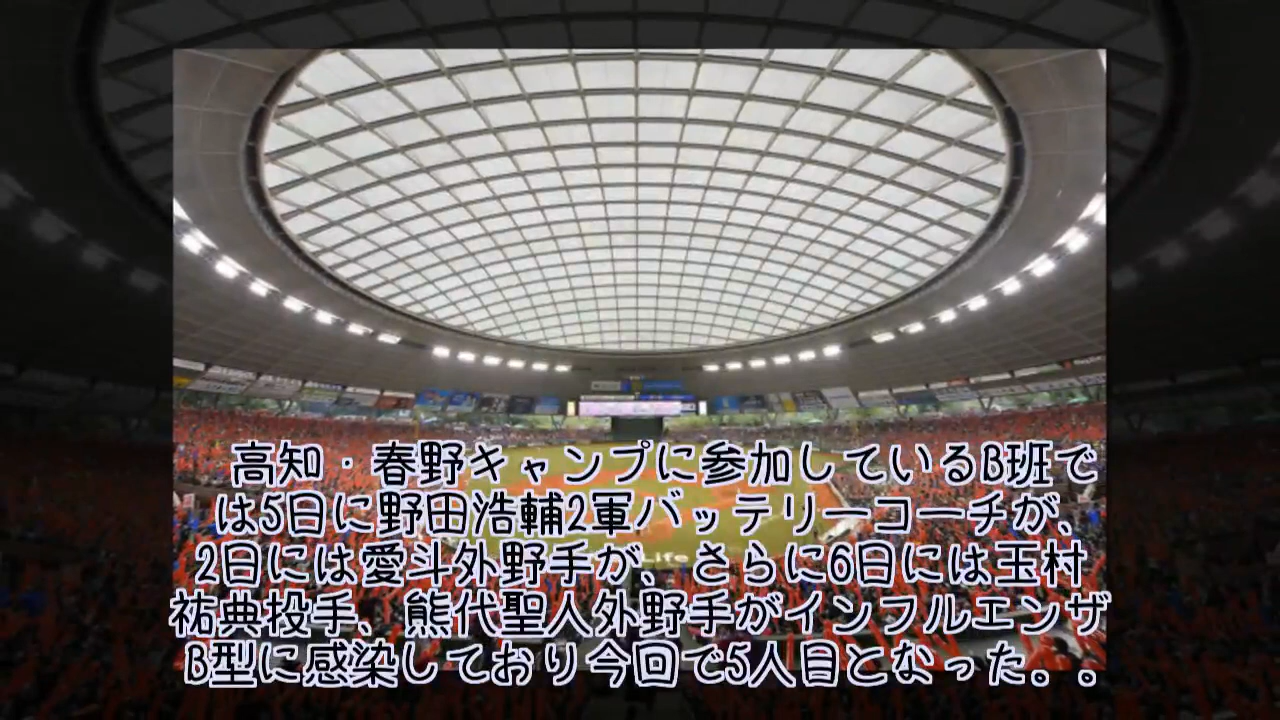 高知・春野キャンプに参加しているB班で
は5日に野田浩輔2軍バッテリーコーチが、
2日には愛斗外野手が、さらに6日には玉村
祐典投手、熊代聖人外野手がインフルエンザ
B型に感染しており今回で5人目となった。。
Life